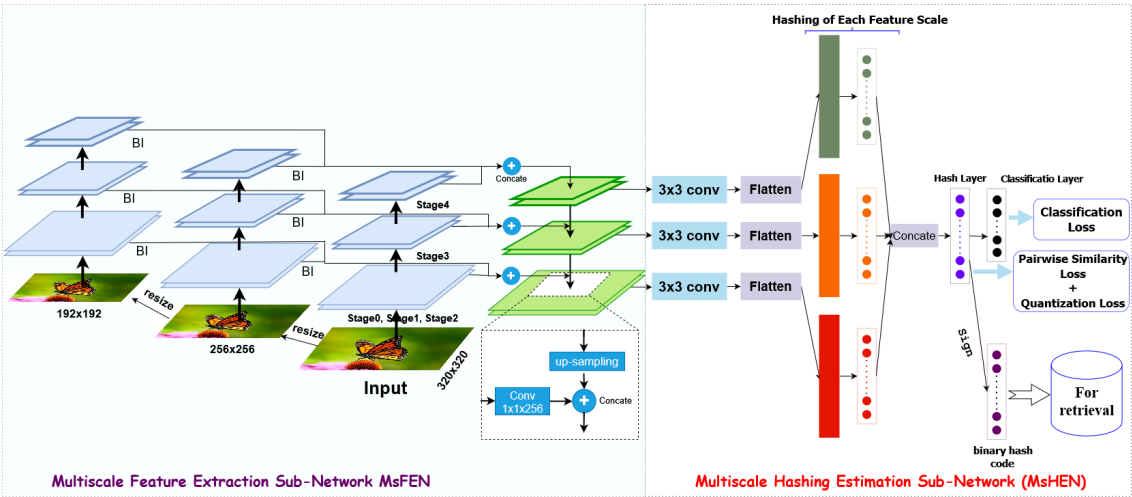 Hashing of Each Feature Scale
BI
BI
BI
BI
BI
BI
Concate
Stage4
Stage3
Stage0, Stage1, Stage2
192x192
resize
256x256
resize
320x320
Input
up-sampling
Conv
1x1x256
Concate
3x3 conv
Flatten
3x3 conv
Flatten
3x3 conv
Flatten
Concate
Hash Layer
Classificatio Layer
Classification
Loss
Pairwise Similarity
Loss
+
Quantization Loss
Sign
binary hash
code
For
retrieval
Multiscale Feature Extraction Sub-Network MsFEN
Multiscale Hashing Estimation Sub-Network (MsHEN)